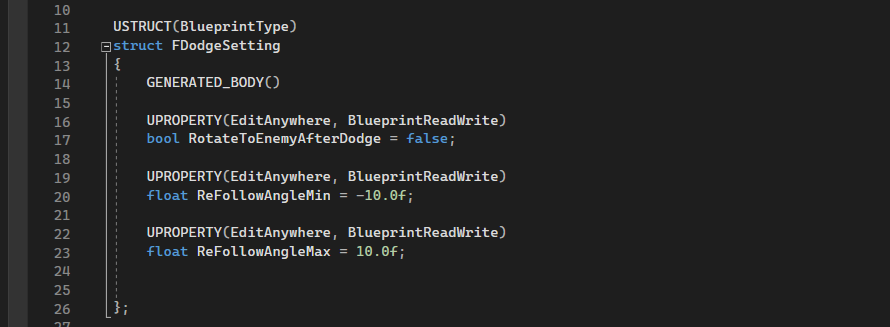 10
11 USTRUCT(BlueprintType)
12 struct FDodgeSetting
13 {
14 GENERATED_BODY()
15
16 UPROPERTY(EditAnywhere, BlueprintReadWrite)
17 bool RotateToEnemyAfterDodge = false;
18
19 UPROPERTY(EditAnywhere, BlueprintReadWrite)
20 float ReFollowAngleMin = -10.0f;
21
22 UPROPERTY(EditAnywhere, BlueprintReadWrite)
23 float ReFollowAngleMax = 10.0f;
24
25
26 };
27